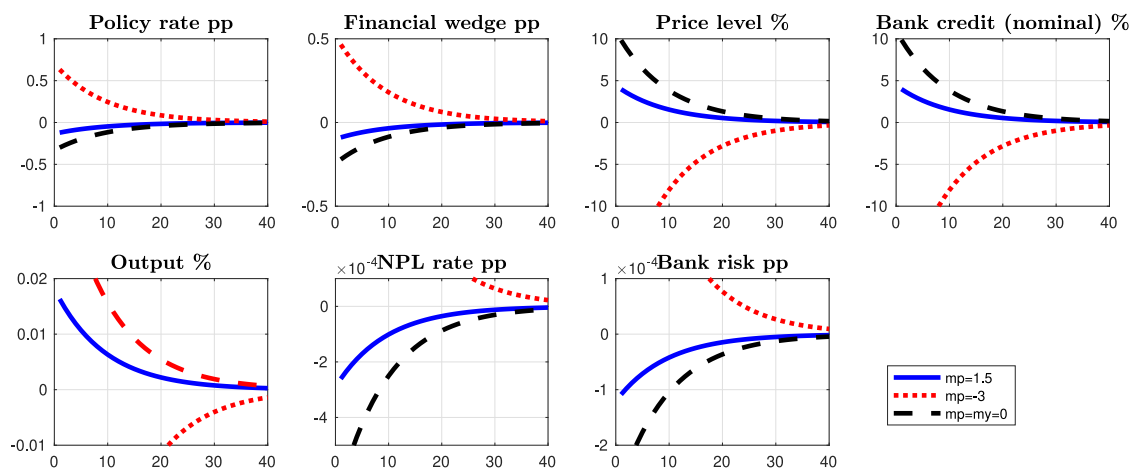 Policy rate pp
Financial wedge pp
Price level %
Bank credit (nominal) %
1
0.5
0
-0.5
-1
0 10 20 30 40
0.5
0
-0.5
0 10 20 30 40
10
5
0
-5
-10
0 10 20 30 40
10
5
0
-5
-10
0 10 20 30 40
Output %
×10⁻⁴ NPL rate pp
×10⁻⁴ Bank risk pp
0.02
0.01
0
-0.01
0 10 20 30 40
0
-2
-4
0 10 20 30 40
1
0
-1
-2
0 10 20 30 40
mp=1.5
mp=-3
mp=my=0